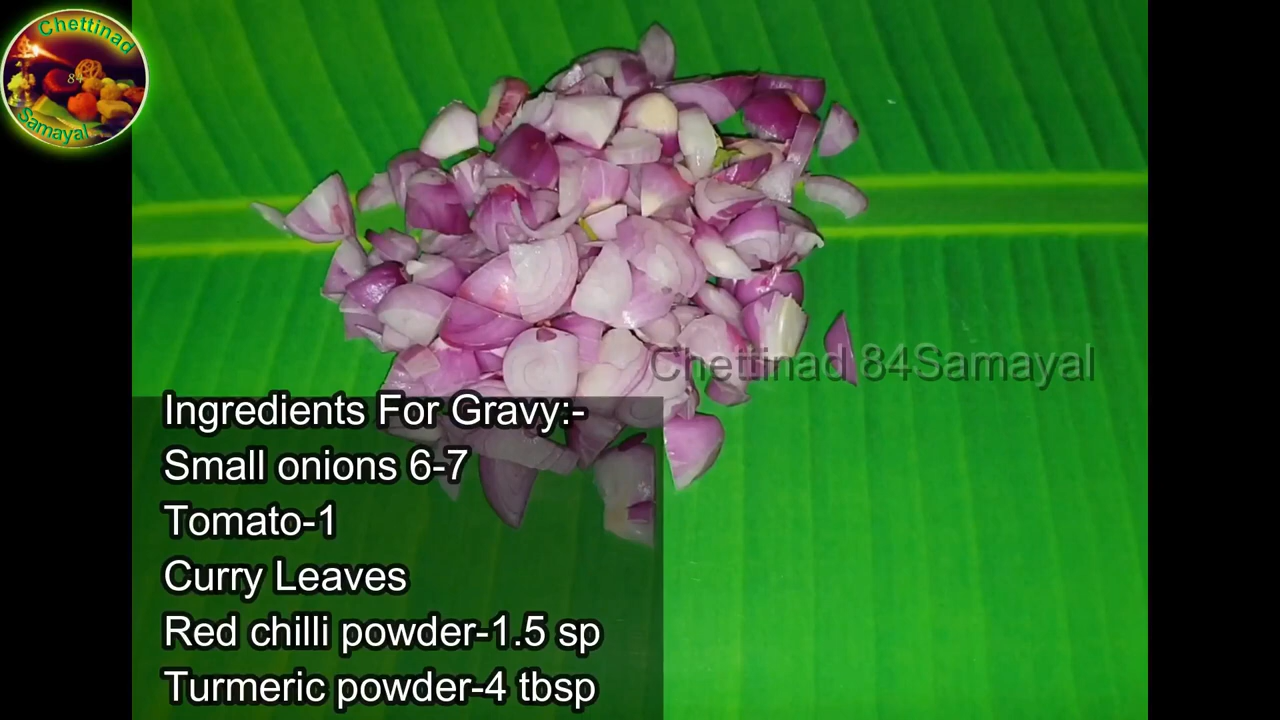 Chettinad
84
Samayal
Chettinad 84Samayal
Ingredients For Gravy:-
Small onions 6-7
Tomato-1
Curry Leaves
Red chilli powder-1.5 sp
Turmeric powder-4 tbsp